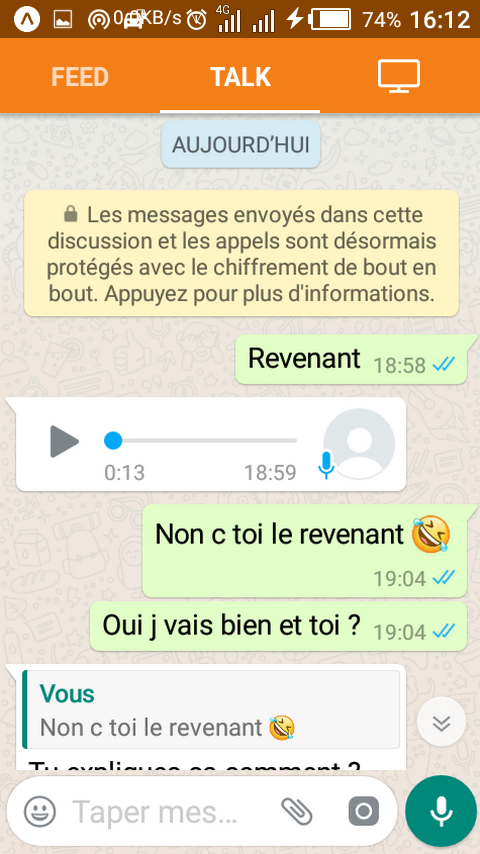 0.0KB/s 4G 74% 16:12
FEED TALK
AUJOURD'HUI
Les messages envoyés dans cette
discussion et les appels sont désormais
protégés avec le chiffrement de bout en
bout. Appuyez pour plus d'informations.
Revenant 18:58
0:13 18:59
Non c toi le revenant 🤣
19:04
Oui j vais bien et toi ? 19:04
Vous
Non c toi le revenant 🤣
Tu expliques ça comment ?
Taper mes...